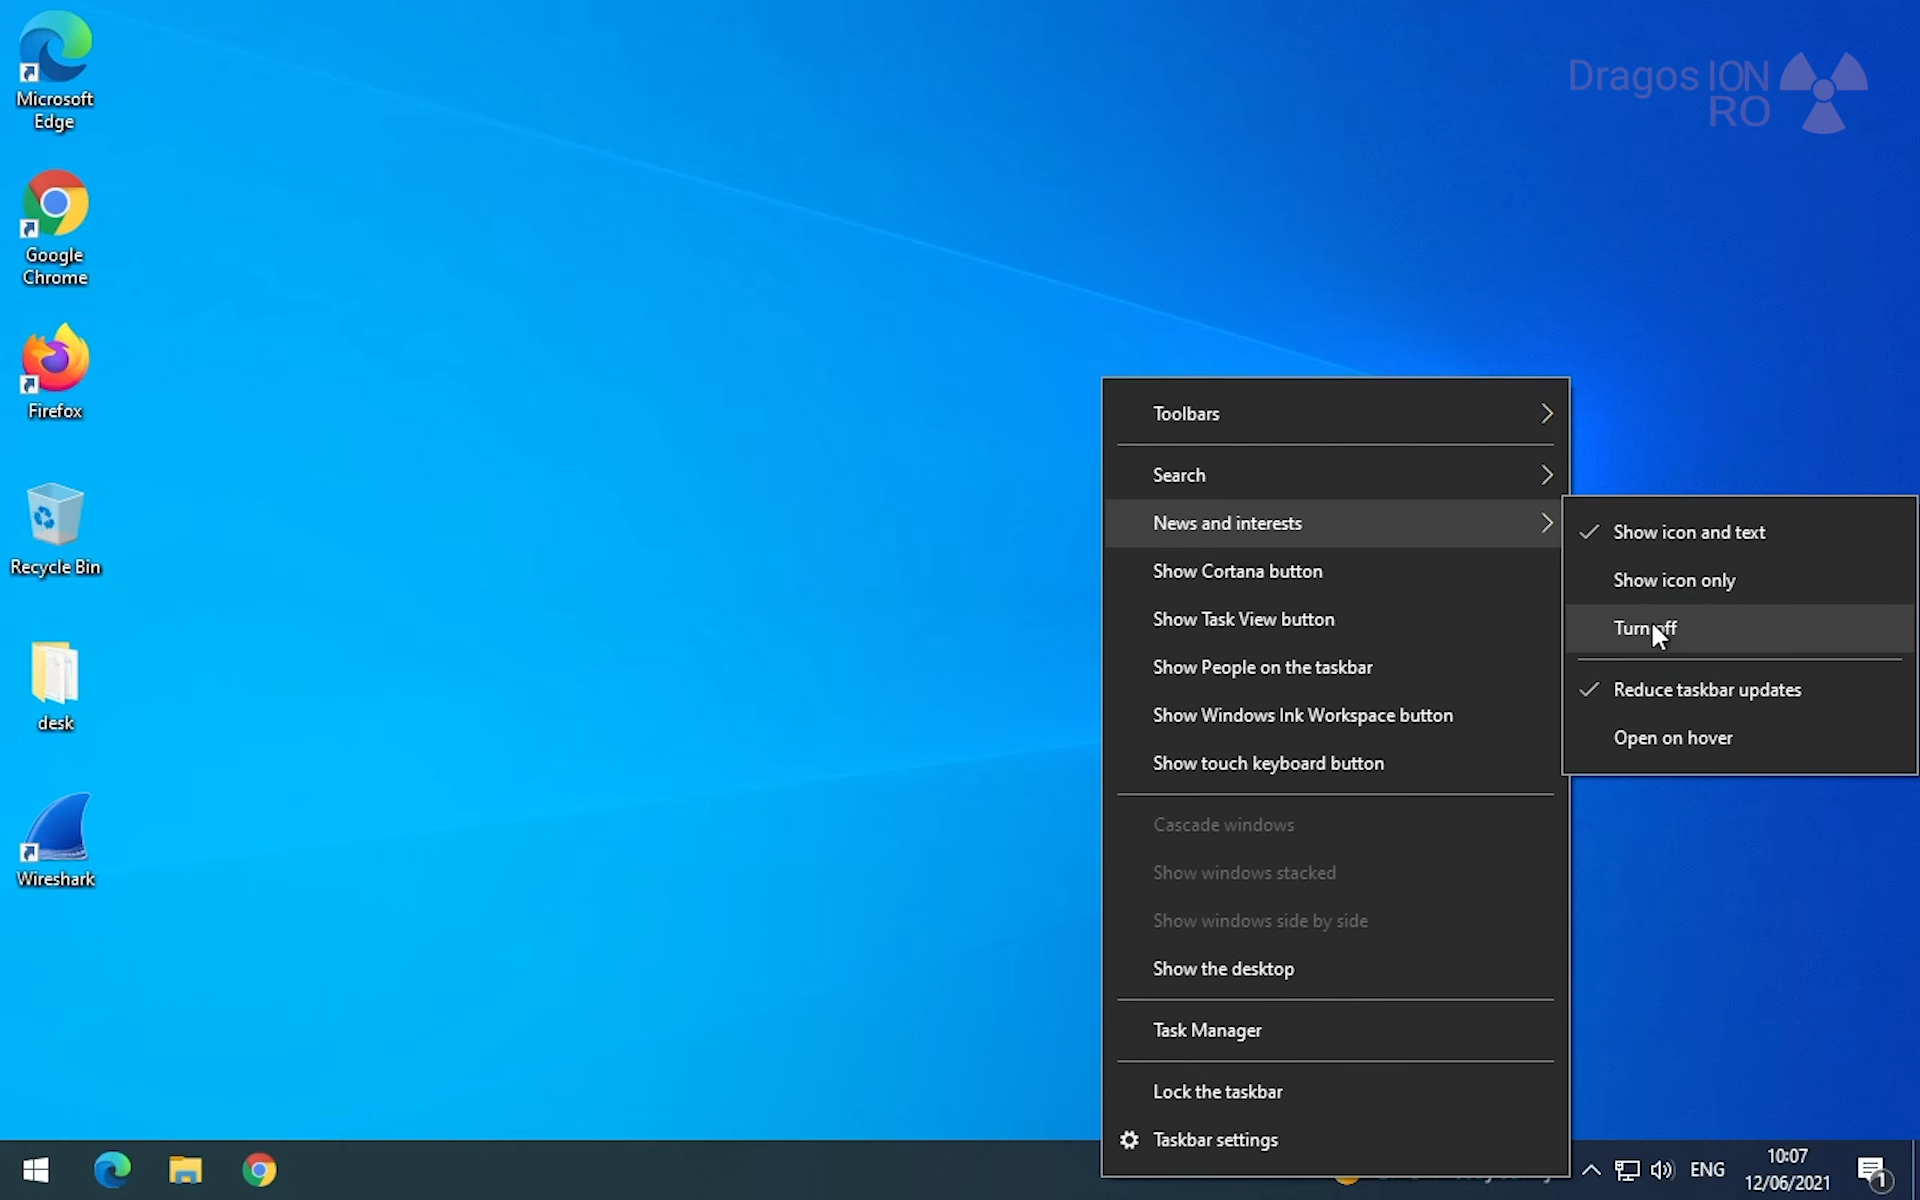 Microsoft
Edge
Google
Chrome
Firefox
Recycle Bin
desk
Wireshark
Dragos ION
RO
Toolbars
Search
News and interests
Show Cortana button
Show Task View button
Show People on the taskbar
Show Windows Ink Workspace button
Show touch keyboard button
Cascade windows
Show windows stacked
Show windows side by side
Show the desktop
Task Manager
Lock the taskbar
Taskbar settings
Show icon and text
Show icon only
Turn off
Reduce taskbar updates
Open on hover
ENG
10:07
12/06/2021
1